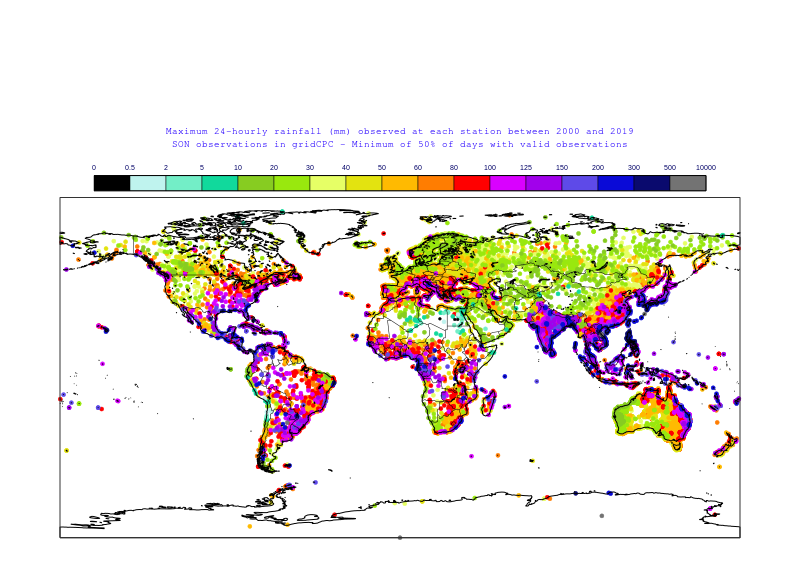 Maximum 24-hourly rainfall (mm) observed at each station between 2000 and 2019
SON observations in gridCPC - Minimum of 50% of days with valid observations
0 0.5 2 5 10 20 30 40 50 60 80 100 125 150 200 300 500 10000